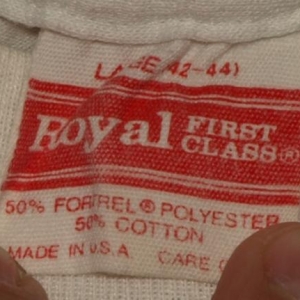 42-44)
Royal FIRST
CLASS®
50% FORTREL® POLYESTER
50% COTTON
MADE IN U.S.A CARE